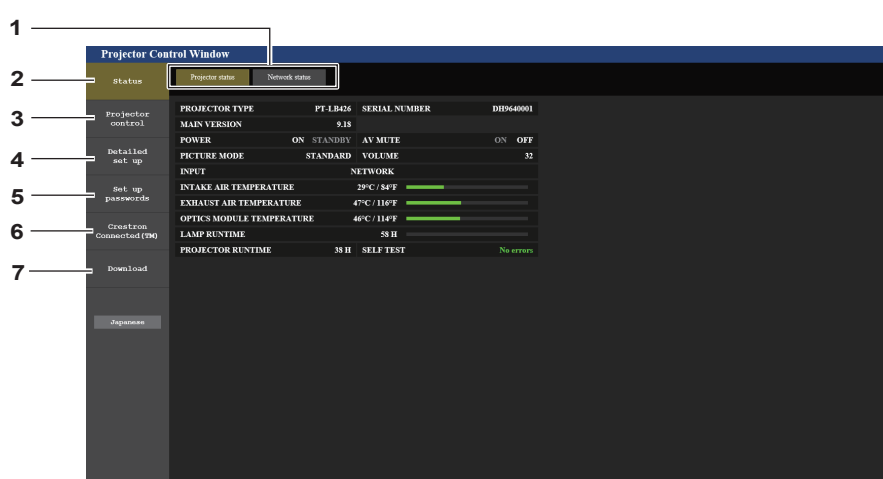 1
Projector Control Window
2
Status
Projector status Network status
3
Projector
control
4
Detailed
set up
5
Set up
passwords
6
Crestron
Connected(TM)
7
Download
Japanese
PROJECTOR TYPE PT-LB426 SERIAL NUMBER DH9640001
MAIN VERSION 9.18
POWER ON STANDBY AV MUTE ON OFF
PICTURE MODE STANDARD VOLUME 32
INPUT NETWORK
INTAKE AIR TEMPERATURE 29°C / 84°F
EXHAUST AIR TEMPERATURE 47°C / 116°F
OPTICS MODULE TEMPERATURE 46°C / 114°F
LAMP RUNTIME 58 H
PROJECTOR RUNTIME 38 H SELF TEST No errors